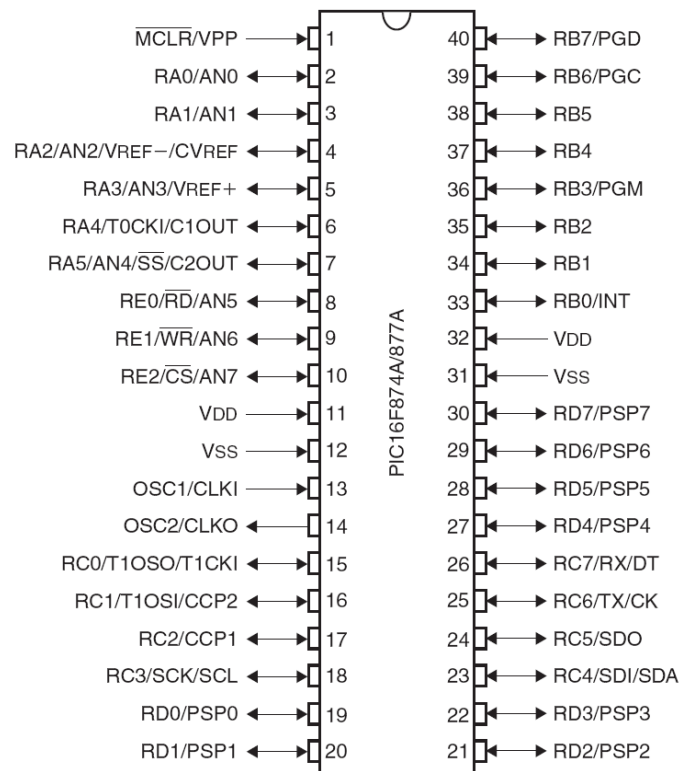 MCLR/VPP 1 40 RB7/PGD
RA0/AN0 2 39 RB6/PGC
RA1/AN1 3 38 RB5
RA2/AN2/VREF-/CVREF 4 37 RB4
RA3/AN3/VREF+ 5 36 RB3/PGM
RA4/T0CKI/C1OUT 6 35 RB2
RA5/AN4/SS/C2OUT 7 34 RB1
RE0/RD/AN5 8 33 RB0/INT
RE1/WR/AN6 9 32 VDD
RE2/CS/AN7 10 31 VSS
VDD 11 30 RD7/PSP7
VSS 12 29 RD6/PSP6
OSC1/CLKI 13 28 RD5/PSP5
OSC2/CLKO 14 27 RD4/PSP4
RC0/T1OSO/T1CKI 15 26 RC7/RX/DT
RC1/T1OSI/CCP2 16 25 RC6/TX/CK
RC2/CCP1 17 24 RC5/SDO
RC3/SCK/SCL 18 23 RC4/SDI/SDA
RD0/PSP0 19 22 RD3/PSP3
RD1/PSP1 20 21 RD2/PSP2
PIC16F874A/877A